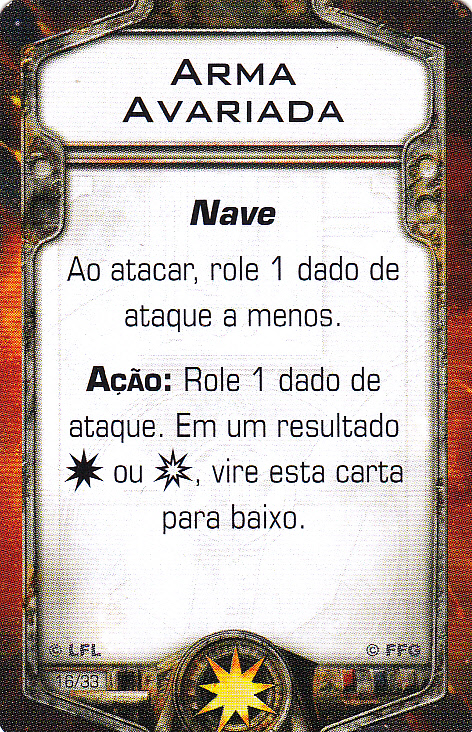 ARMA
AVARIADA
Nave
Ao atacar, role 1 dado de
ataque a menos.
AÇÃO: Role 1 dado de
ataque. Em um resultado
ou , vire esta carta
para baixo.
© LFL © FFG
16/33